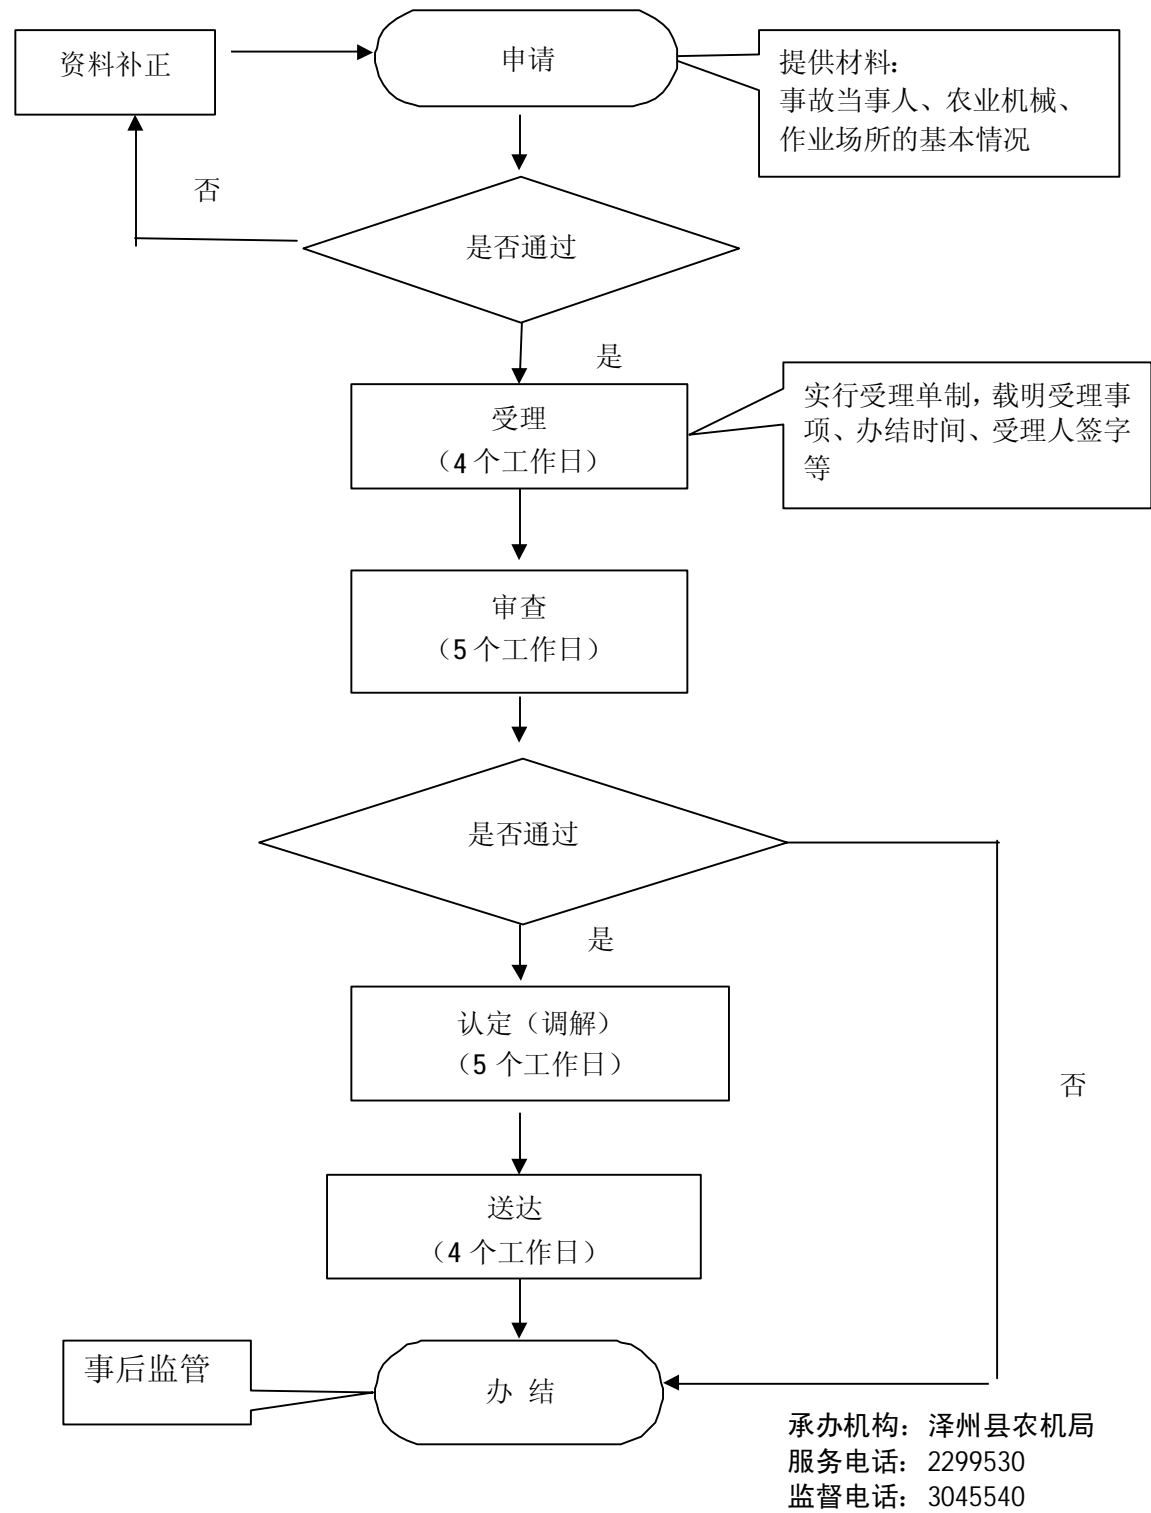 资料补正
申请
提供材料：
事故当事人、农业机械、
作业场所的基本情况
否
是否通过
是
受理
（4 个工作日）
实行受理单制，载明受理事
项、办结时间、受理人签字
等
审查
（5 个工作日）
是否通过
是
认定（调解）
（5 个工作日）
否
送达
（4 个工作日）
事后监管
办 结
承办机构：泽州县农机局
服务电话：2299530
监督电话：3045540